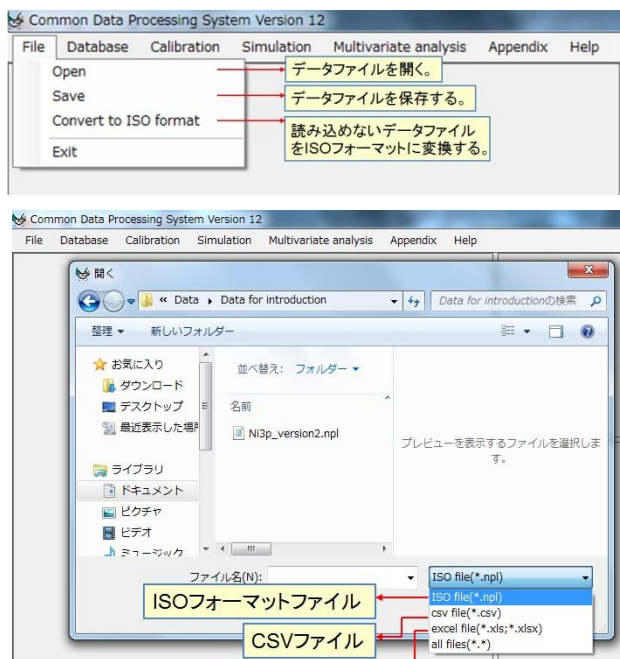 Common Data Processing System Version 12
File Database Calibration Simulation Multivariate analysis Appendix Help
Open
データファイルを開く。
Save
データファイルを保存する。
Convert to ISO format
読み込めないデータファイル
をISOフォーマットに変換する。
Exit
Common Data Processing System Version 12
File Database Calibration Simulation Multivariate analysis Appendix Help
開く
« Data ▸ Data for introduction
Data for introductionの検索
整理 ▼ 新しいフォルダー
お気に入り
ダウンロード
デスクトップ
最近表示した場所
並べ替え: フォルダー ▼
名前
Ni3p_version2.npl
プレビューを表示するファイルを選択しま
す。
ライブラリ
ドキュメント
ピクチャ
ビデオ
ミュージック
ファイル名(N):
ISO file(*.npl)
ISO file(*.npl)
csv file(*.csv)
excel file(*.xls;*.xlsx)
all files(*.*)
ISOフォーマットファイル
CSVファイル